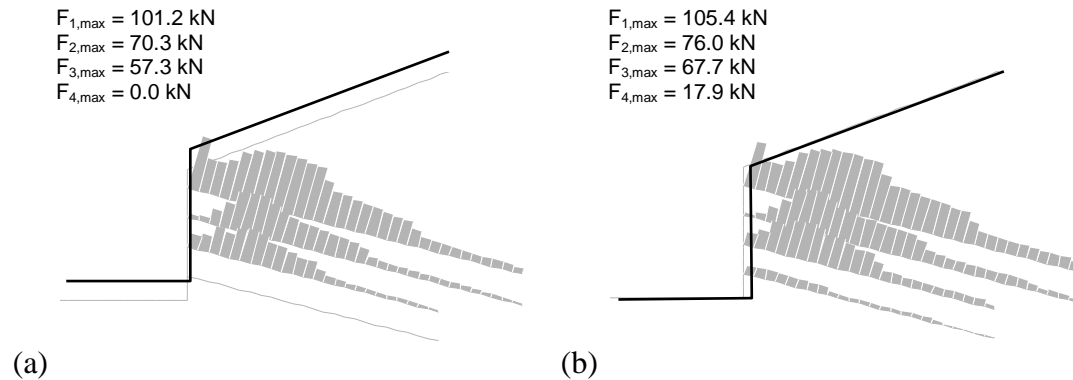 F1,max = 101.2 kN
F2,max = 70.3 kN
F3,max = 57.3 kN
F4,max = 0.0 kN
(a)
F1,max = 105.4 kN
F2,max = 76.0 kN
F3,max = 67.7 kN
F4,max = 17.9 kN
(b)